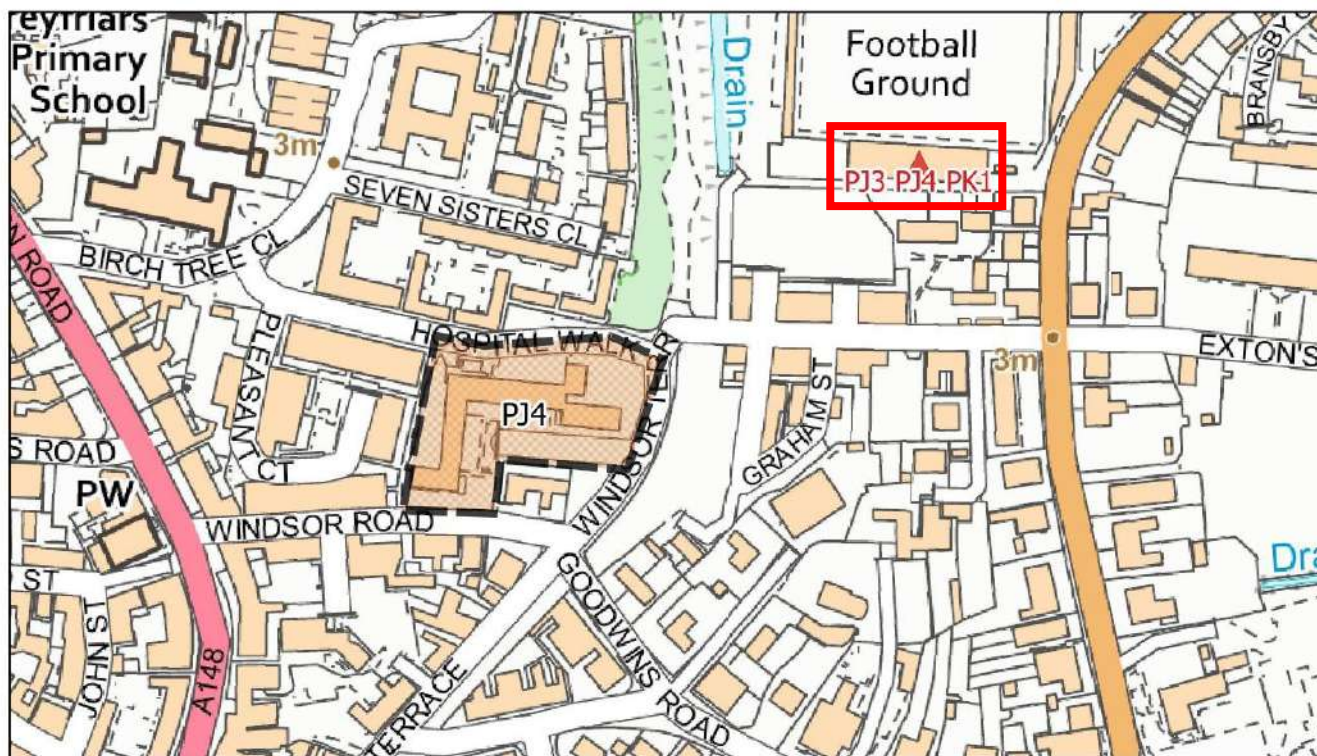 eyfriars
Primary
School
3m
SEVEN SISTERS CL
BIRCH TREE CL
N ROAD
PLEASANT
CT
HOSPITAL WALK
PJ4
WINDSOR TERR
S ROAD
PW
WINDSOR ROAD
ST
JOHN ST
A148
TERRACE
GOODWINS ROAD
GRAHAM ST
Drain
Football
Ground
PJ3 PJ4 PK1
BRANSBY
3m
EXTON'S
Dra